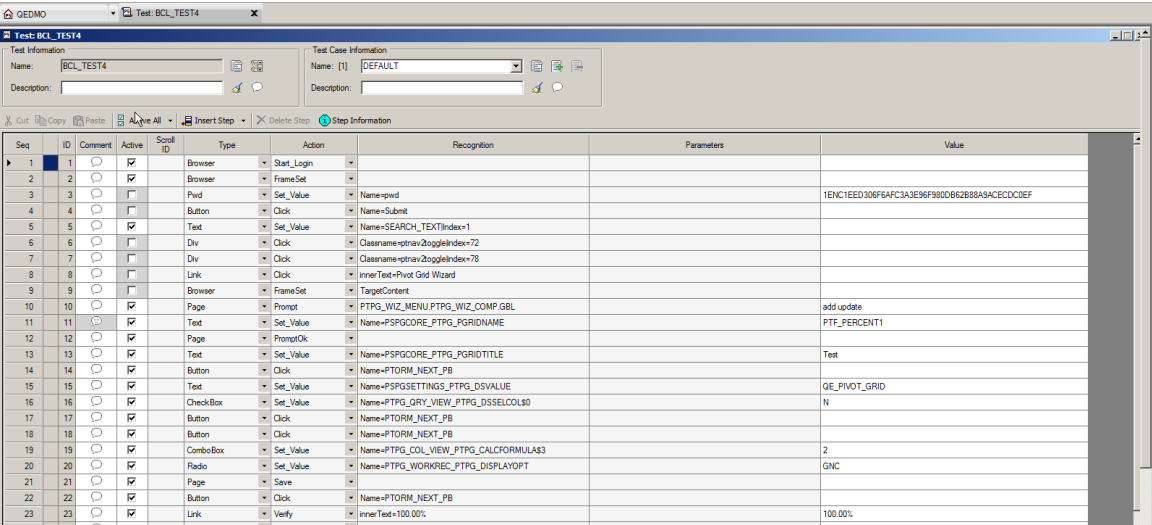 QEDMO Test: BCL_TEST4 x
Test: BCL_TEST4
Test Information Test Case Information
Name: BCL_TEST4 Name: [1] DEFAULT
Description: Description:
Cut Copy Paste Active All Insert Step Delete Step Step Information
Seq ID Comment Active Scroll ID Type Action Recognition Parameters Value
1 1 Browser Start_Login
2 2 Browser FrameSet
3 3 Pwd Set_Value Name=pwd 1ENC1EED306F6AFC3A3E96F980DB62B88A9ACECDC0EF
4 4 Button Click Name=Submit
5 5 Text Set_Value Name=SEARCH_TEXT|Index=1
6 6 Div Click Classname=ptnav2toggle|index=72
7 7 Div Click Classname=ptnav2toggle|index=78
8 8 Link Click innerText=Pivot Grid Wizard
9 9 Browser FrameSet TargetContent
10 10 Page Prompt PTPG_WIZ_MENU.PTPG_WIZ_COMP.GBL add update
11 11 Text Set_Value Name=PSPGCORE_PTPG_PGRIDNAME PTF_PERCENT1
12 12 Page PromptOk
13 13 Text Set_Value Name=PSPGCORE_PTPG_PGRIDTITLE Test
14 14 Button Click Name=PTORM_NEXT_PB
15 15 Text Set_Value Name=PSPGSETTINGS_PTPG_DSVALUE QE_PIVOT_GRID
16 16 CheckBox Set_Value Name=PTPG_QRY_VIEW_PTPG_DSSELCOL$0 N
17 17 Button Click Name=PTORM_NEXT_PB
18 18 Button Click Name=PTORM_NEXT_PB
19 19 ComboBox Set_Value Name=PTPG_COL_VIEW_PTPG_CALCFORMULA$3 2
20 20 Radio Set_Value Name=PTPG_WORKREC_PTPG_DISPLAYOPT GNC
21 21 Page Save
22 22 Button Click Name=PTORM_NEXT_PB
23 23 Link Verify innerText=100.00% 100.00%